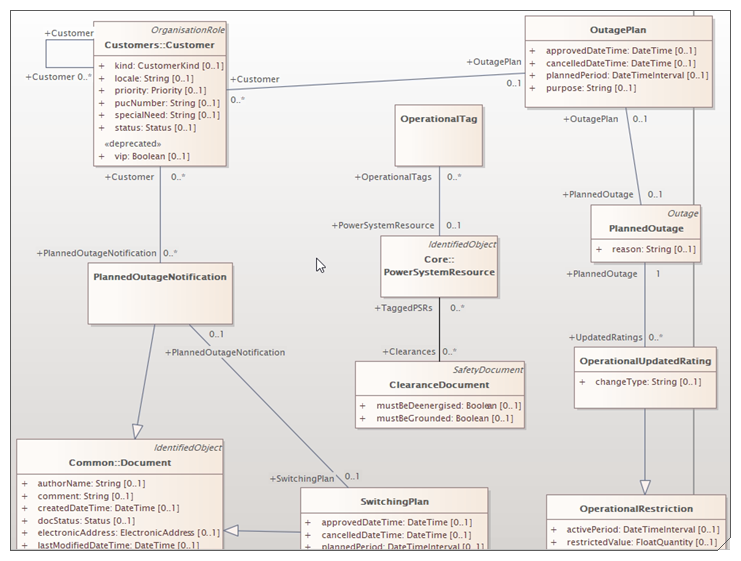 OrganisationRole
Customers::Customer
+ kind: CustomerKind [0..1]
+ locale: String [0..1]
+ priority: Priority [0..1]
+ pucNumber: String [0..1]
+ specialNeed: String [0..1]
+ status: Status [0..1]
«deprecated»
+ vip: Boolean [0..1]
+Customer
+Customer 0..*
+Customer
0..*
+OutagePlan
0..1
OutagePlan
+ approvedDateTime: DateTime [0..1]
+ cancelledDateTime: DateTime [0..1]
+ plannedPeriod: DateTimeInterval [0..1]
+ purpose: String [0..1]
+OutagePlan 0..1
+PlannedOutage 0..1
OperationalTag
+OperationalTags 0..*
+PowerSystemResource 0..1
+Customer 0..*
+PlannedOutageNotification 0..*
PlannedOutageNotification
0..1
+PlannedOutageNotification
IdentifiedObject
Core::
PowerSystemResource
+TaggedPSRs 0..*
+Clearances 0..*
SafetyDocument
ClearanceDocument
+ mustBeDeenergised: Boolean [0..1]
+ mustBeGrounded: Boolean [0..1]
Outage
PlannedOutage
+ reason: String [0..1]
+PlannedOutage 1
+UpdatedRatings 0..*
OperationalUpdatedRating
+ changeType: String [0..1]
IdentifiedObject
Common::Document
+ authorName: String [0..1]
+ comment: String [0..1]
+ createdDateTime: DateTime [0..1]
+ docStatus: Status [0..1]
+ electronicAddress: ElectronicAddress [0..1]
+ lastModifiedDateTime: DateTime [0..1]
+SwitchingPlan 0..1
SwitchingPlan
+ approvedDateTime: DateTime [0..1]
+ cancelledDateTime: DateTime [0..1]
+ plannedPeriod: DateTimeInterval [0..1]
OperationalRestriction
+ activePeriod: DateTimeInterval [0..1]
+ restrictedValue: FloatQuantity [0..1]